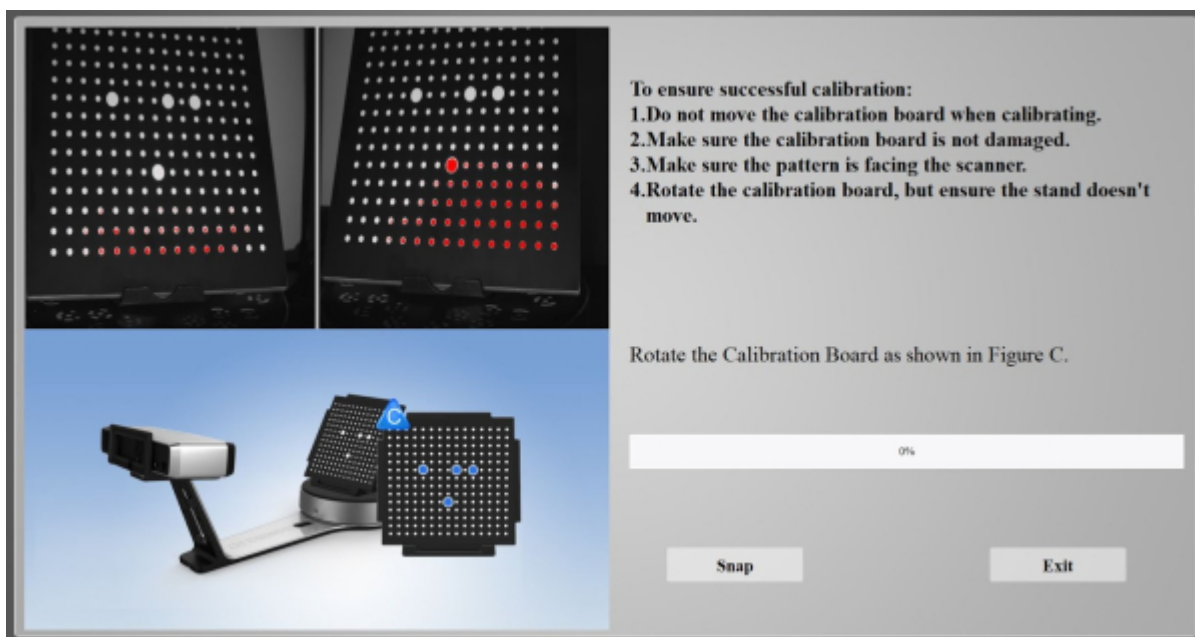 To ensure successful calibration:
1.Do not move the calibration board when calibrating.
2.Make sure the calibration board is not damaged.
3.Make sure the pattern is facing the scanner.
4.Rotate the calibration board, but ensure the stand doesn't
move.
Rotate the Calibration Board as shown in Figure C.
C
0%
Snap
Exit